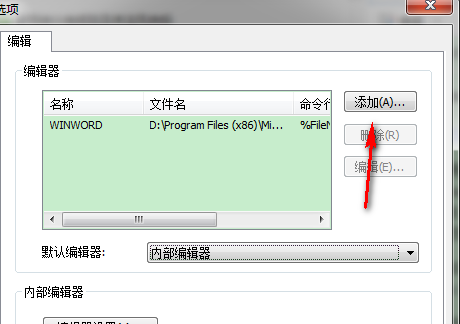 选项
编辑
编辑器
名称 文件名 命令行
WINWORD D:\Program Files (x86)\Mi... %FileN
添加(A)...
删除(R)
编辑(E)...
默认编辑器: 内部编辑器
内部编辑器